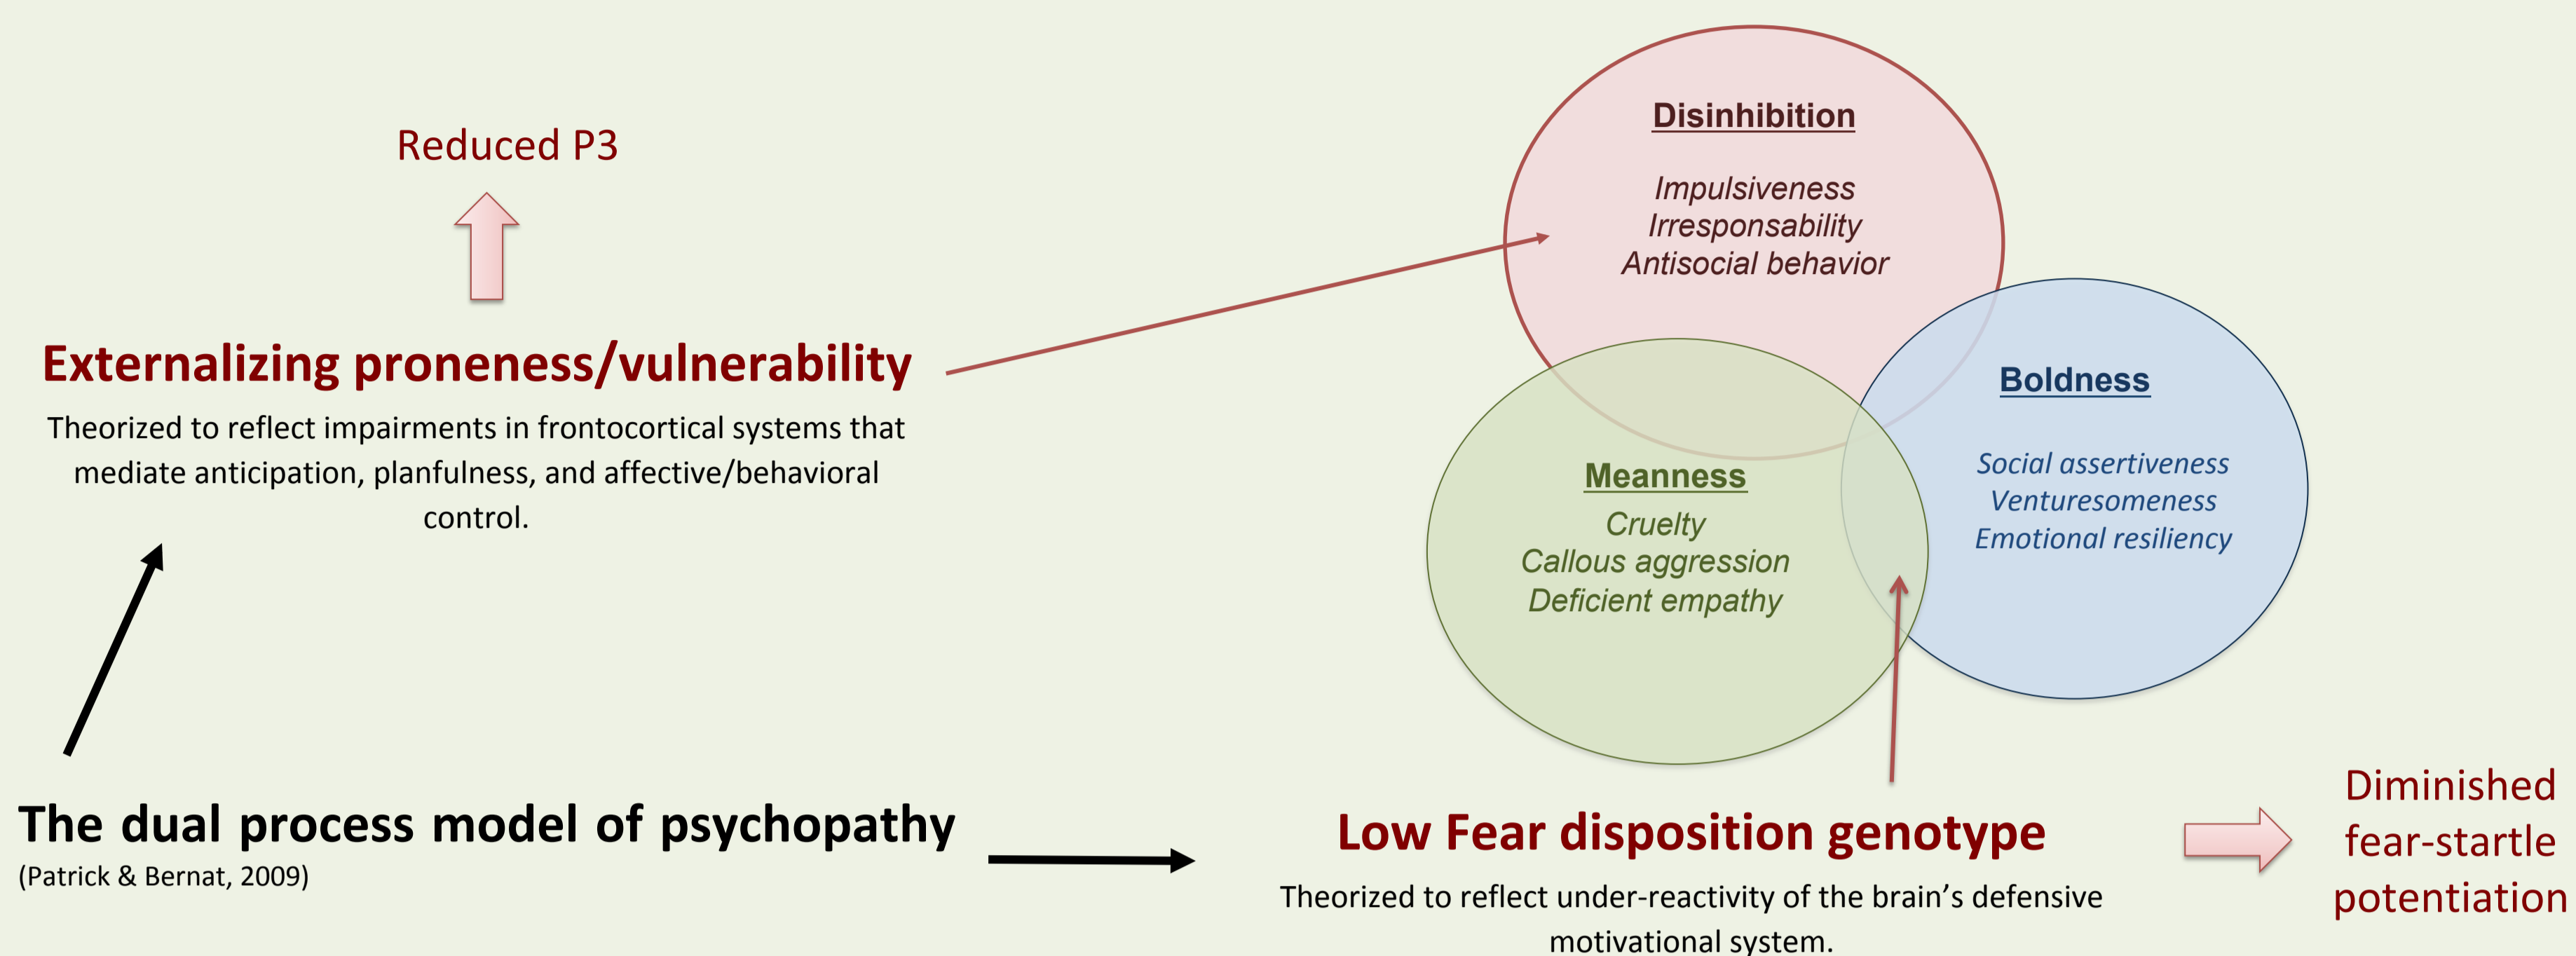 Reduced P3
Externalizing proneness/vulnerability
Theorized to reflect impairments in frontocortical systems that
mediate anticipation, planfulness, and affective/behavioral
control.
The dual process model of psychopathy
(Patrick & Bernat, 2009)
Disinhibition
Impulsiveness
Irresponsability
Antisocial behavior
Boldness
Social assertiveness
Venturesomeness
Emotional resiliency
Meanness
Cruelty
Callous aggression
Deficient empathy
Low Fear disposition genotype
Theorized to reflect under-reactivity of the brain’s defensive
motivational system.
Diminished
fear-startle
potentiation